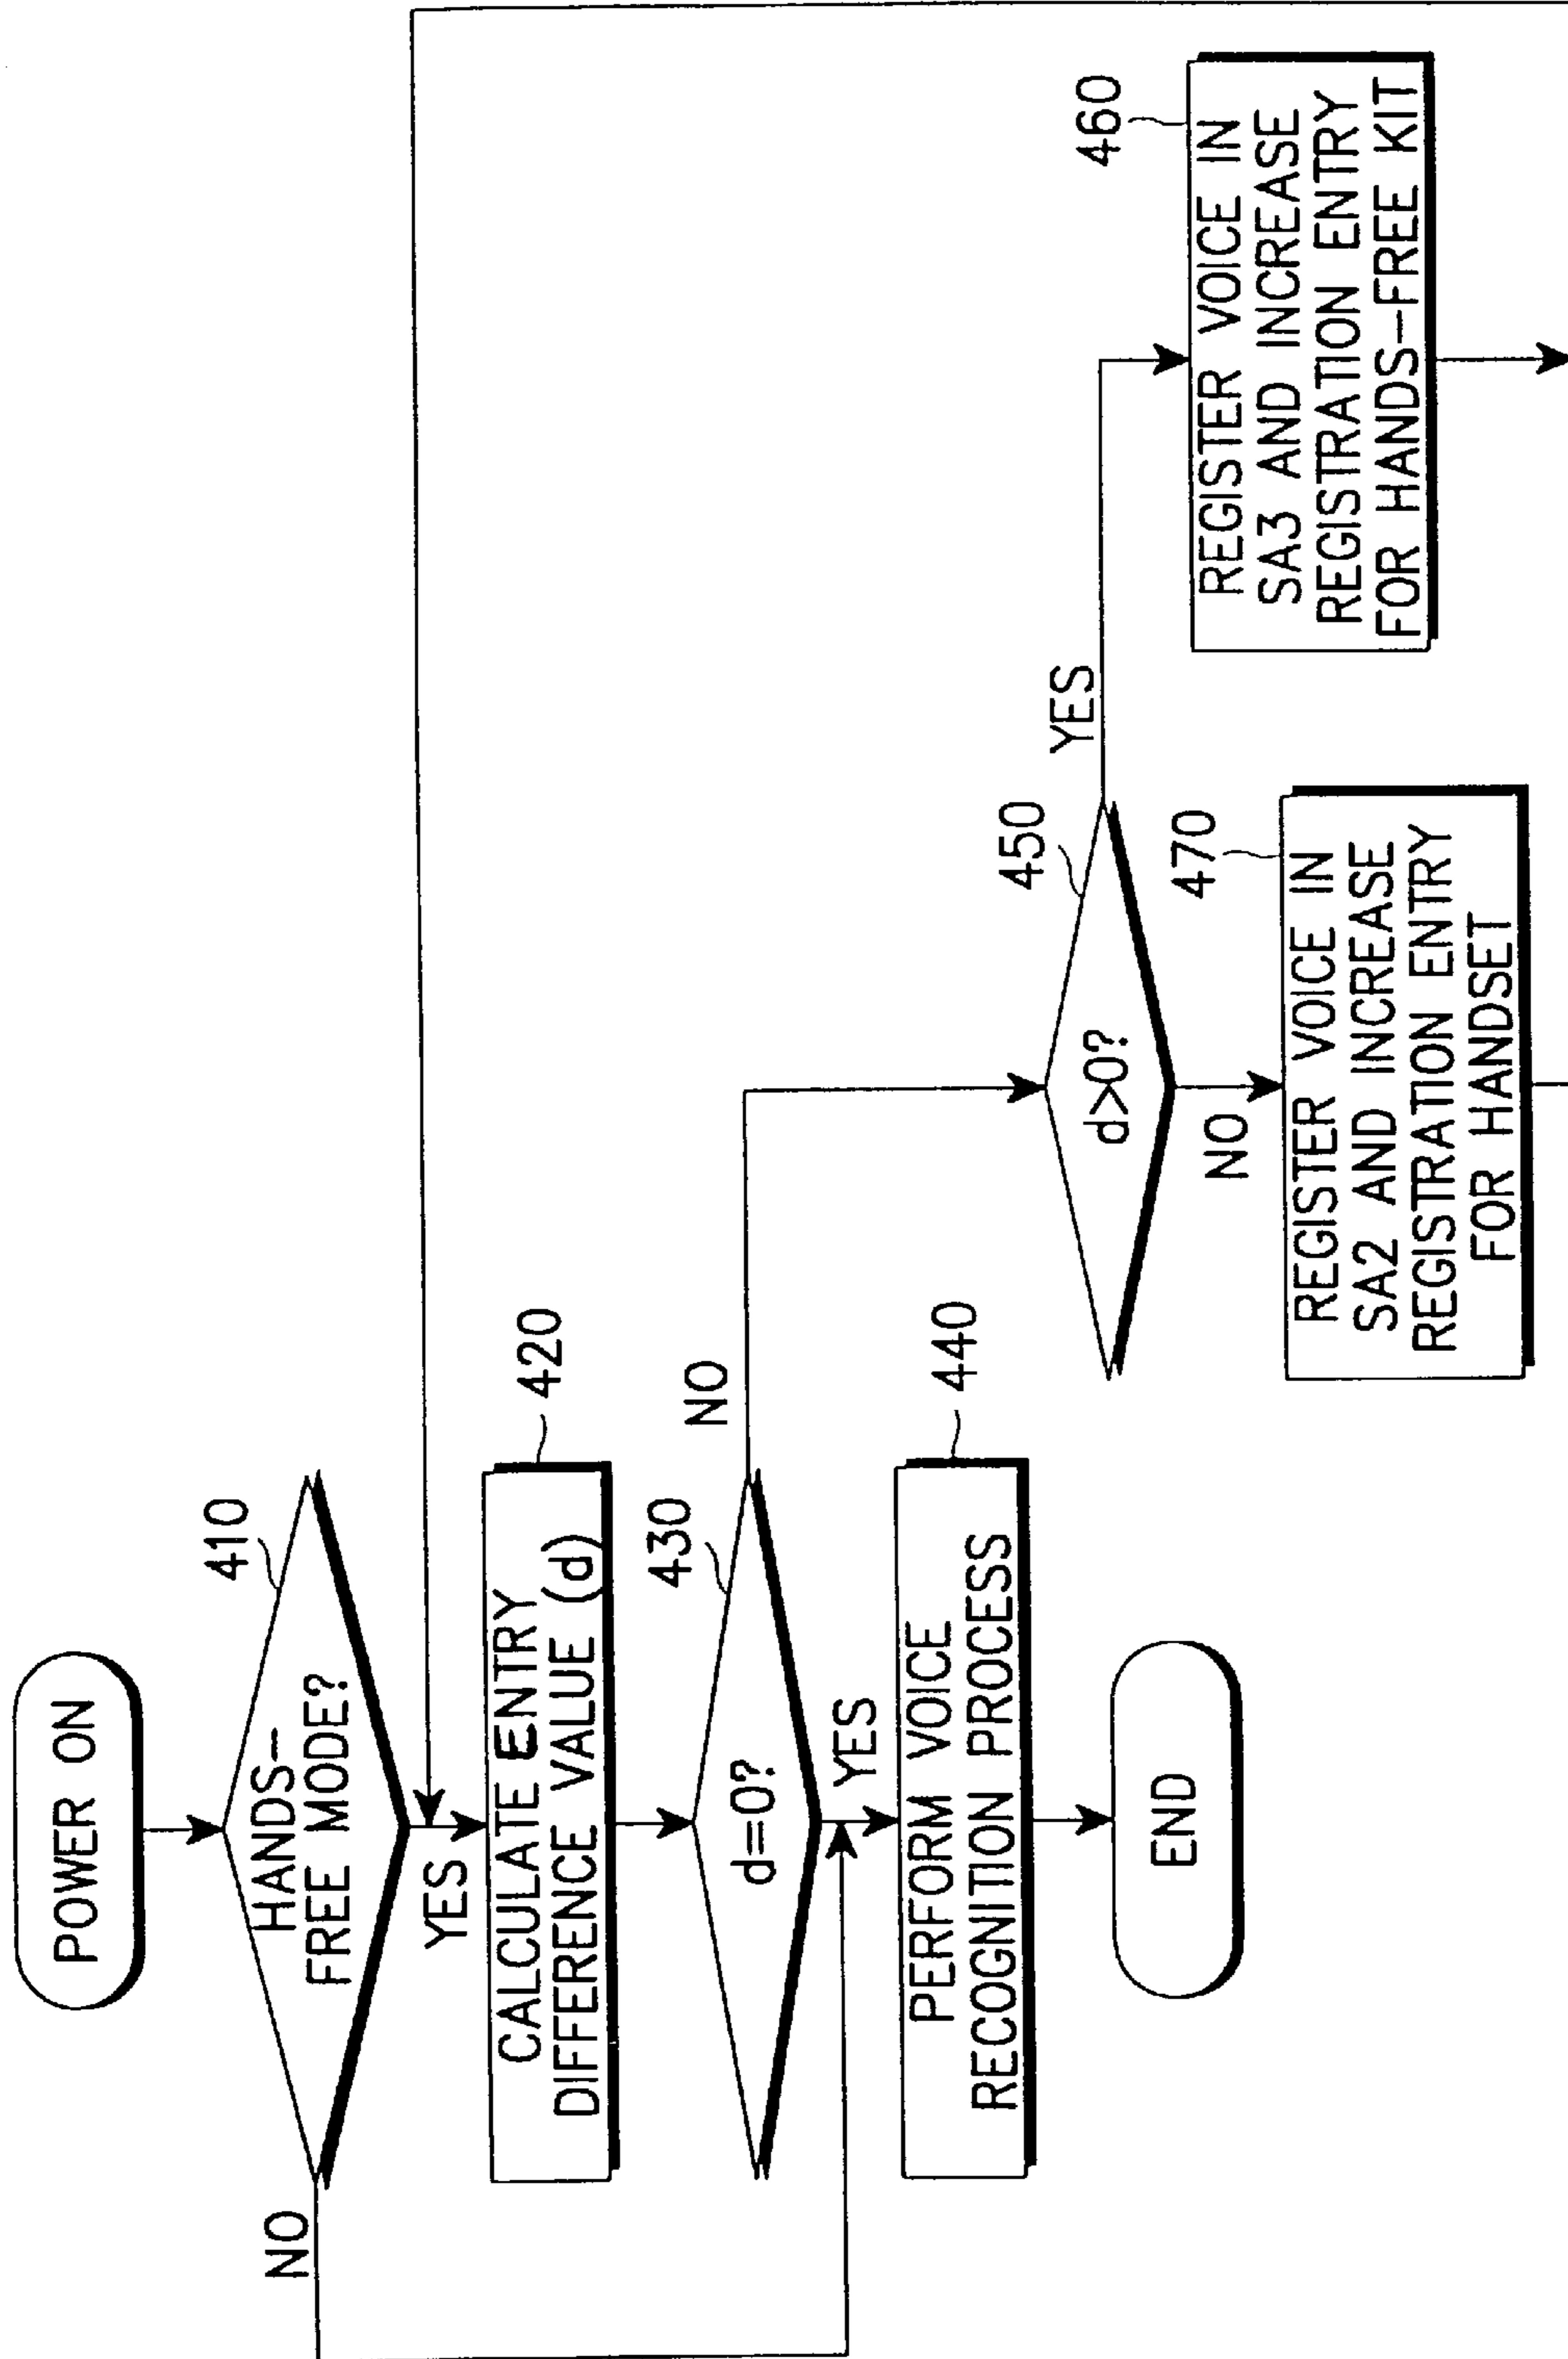 POWER ON
410
HANDS-
FREE MODE?
NO
YES
420
CALCULATE ENTRY
DIFFERENCE VALUE (d)
430
d=0?
NO
YES
440
PERFORM VOICE
RECOGNITION PROCESS
END
450
d>0?
YES
NO
460
REGISTER VOICE IN
SA3 AND INCREASE
REGISTRATION ENTRY
FOR HANDS-FREE KIT
470
REGISTER VOICE IN
SA2 AND INCREASE
REGISTRATION ENTRY
FOR HANDSET